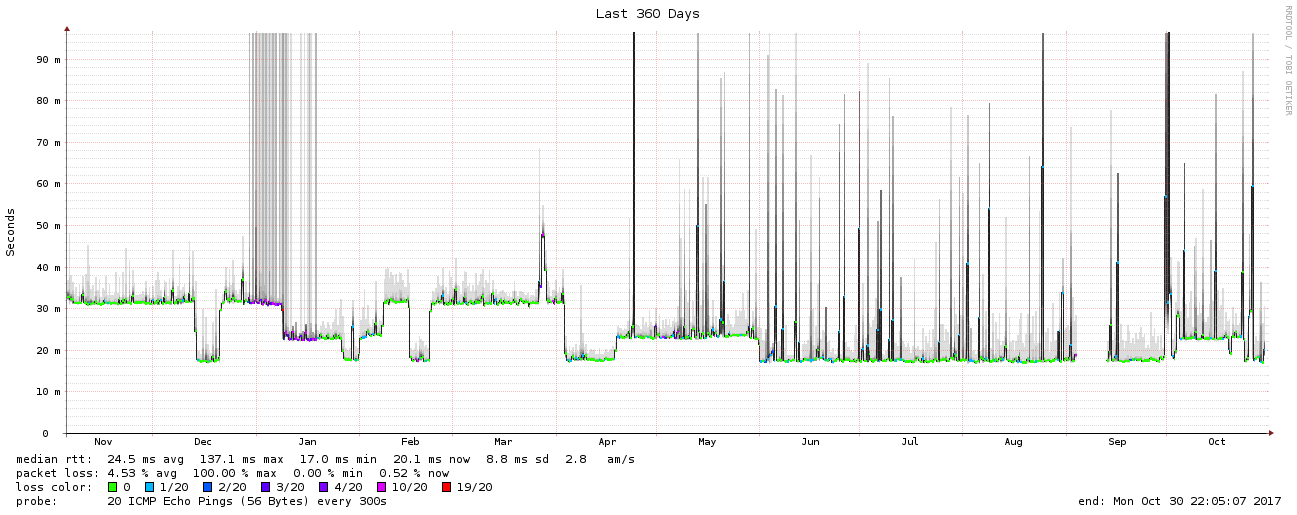 Last 360 Days
RRDTOOL / TOBI OETIKER
Seconds
90 m
80 m
70 m
60 m
50 m
40 m
30 m
20 m
10 m
0
Nov Dec Jan Feb Mar Apr May Jun Jul Aug Sep Oct
median rtt: 24.5 ms avg 137.1 ms max 17.0 ms min 20.1 ms now 8.8 ms sd 2.8 am/s
packet loss: 4.53 % avg 100.00 % max 0.00 % min 0.52 % now
loss color: 0 1/20 2/20 3/20 4/20 10/20 19/20
probe: 20 ICMP Echo Pings (56 Bytes) every 300s end: Mon Oct 30 22:05:07 2017